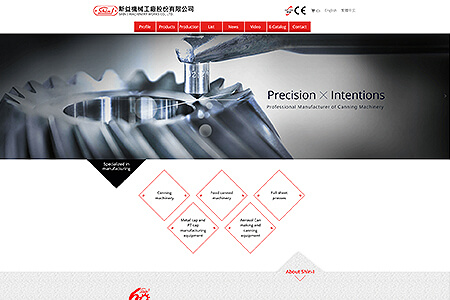 Shin-I
新益機械工廠股份有限公司
SHIN-I MACHINERY WORKS CO., LTD.
CE
English
繁體中文
Profile
Products
Production
List
News
Video
E-Catalog
Contact
Precision × Intentions
Professional Manufacturer of Canning Machinery
Specialized in
manufacturing
Canning
machinery
Food canned
machinery
Full sheet
presses
Metal cap and
PT-cap
manufacturing
equipment
Aerosol Can
making and
canning
equipment
About Shin-I